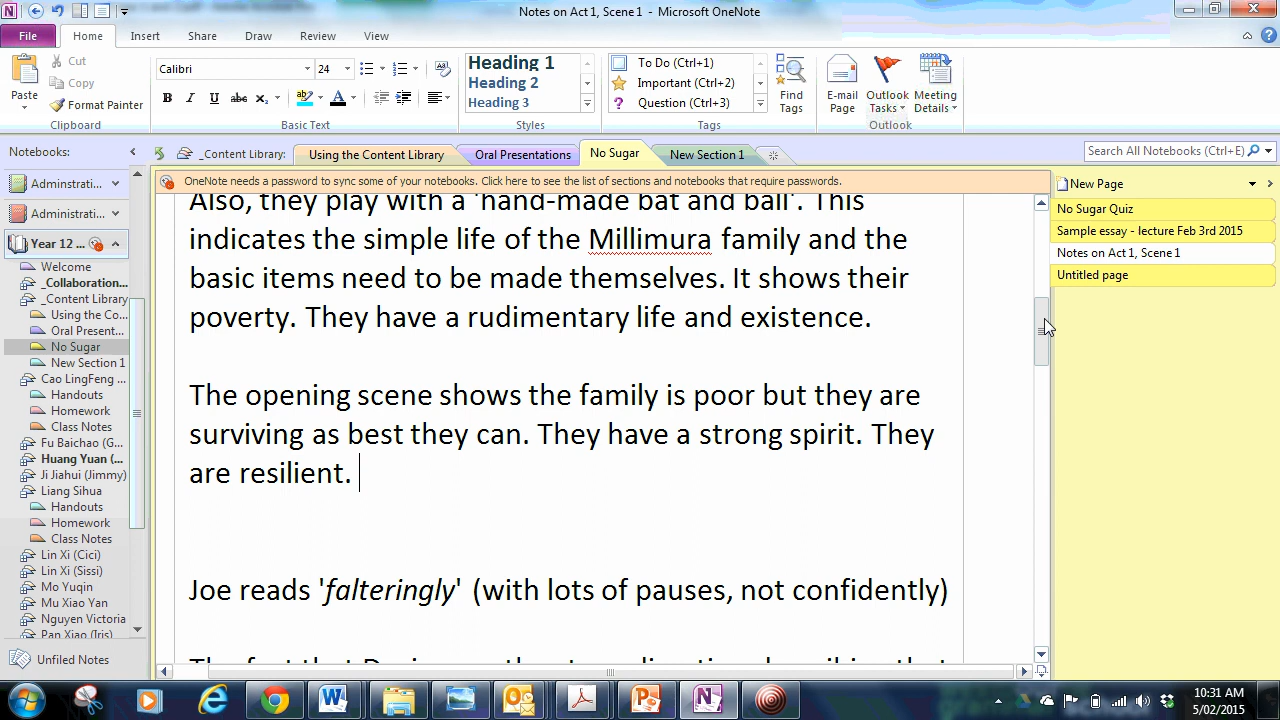 Notes on Act 1, Scene 1 - Microsoft OneNote
File Home Insert Share Draw Review View
Paste
Cut
Copy
Format Painter
Clipboard
Calibri 24
B I U abc x₂ ab A
Basic Text
Heading 1
Heading 2
Heading 3
Styles
To Do (Ctrl+1)
Important (Ctrl+2)
Question (Ctrl+3)
Tags
Find
Tags
E-mail
Page
Outlook
Tasks
Meeting
Details
Outlook
Notebooks:
_Content Library: Using the Content Library Oral Presentations No Sugar New Section 1
Search All Notebooks (Ctrl+E)
OneNote needs a password to sync some of your notebooks. Click here to see the list of sections and notebooks that require passwords.
Adminstrati...
Administrati...
Year 12 ...
Welcome
_Collaboration...
_Content Library
Using the Co...
Oral Present...
No Sugar
New Section 1
Cao LingFeng ...
Handouts
Homework
Class Notes
Fu Baichao (G...
Huang Yuan (...
Ji Jiahui (Jimmy)
Liang Sihua
Handouts
Homework
Class Notes
Lin Xi (Cici)
Lin Xi (Sissi)
Mo Yuqin
Mu Xiao Yan
Nguyen Victoria
Pan Xiao (Iris)
Unfiled Notes
Also, they play with a 'hand-made bat and ball'. This
indicates the simple life of the Millimura family and the
basic items need to be made themselves. It shows their
poverty. They have a rudimentary life and existence.
The opening scene shows the family is poor but they are
surviving as best they can. They have a strong spirit. They
are resilient.
Joe reads 'falteringly' (with lots of pauses, not confidently)
New Page
No Sugar Quiz
Sample essay - lecture Feb 3rd 2015
Notes on Act 1, Scene 1
Untitled page
10:31 AM
5/02/2015